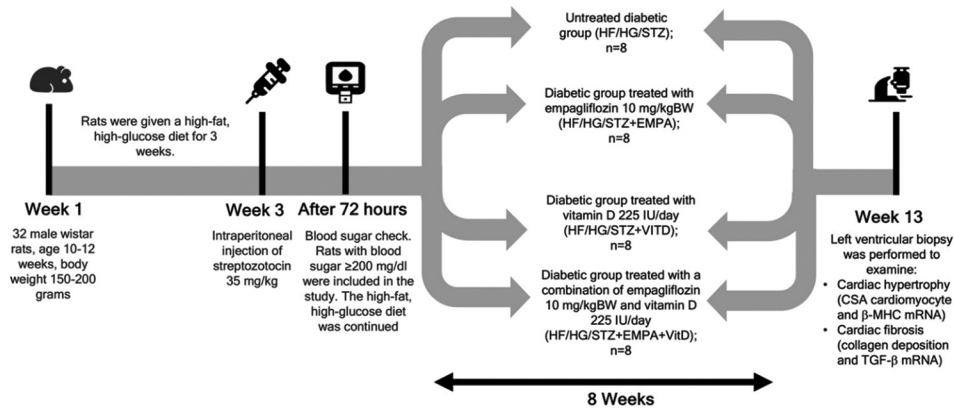 Rats were given a high-fat,
high-glucose diet for 3
weeks.
Week 1
32 male wistar
rats, age 10-12
weeks, body
weight 150-200
grams
Week 3
Intraperitoneal
injection of
streptozotocin
35 mg/kg
After 72 hours
Blood sugar check.
Rats with blood
sugar ≥200 mg/dl
were included in the
study. The high-fat,
high-glucose diet
was continued
Untreated diabetic
group (HF/HG/STZ);
n=8
Diabetic group treated with
empagliflozin 10 mg/kgBW
(HF/HG/STZ+EMPA);
n=8
Diabetic group treated with
vitamin D 225 IU/day
(HF/HG/STZ+VITD);
n=8
Diabetic group treated with a
combination of empagliflozin
10 mg/kgBW and vitamin D
225 IU/day
(HF/HG/STZ+EMPA+VitD);
n=8
8 Weeks
Week 13
Left ventricular biopsy
was performed to
examine:
• Cardiac hypertrophy
(CSA cardiomyocyte
and β-MHC mRNA)
• Cardiac fibrosis
(collagen deposition
and TGF-β mRNA)